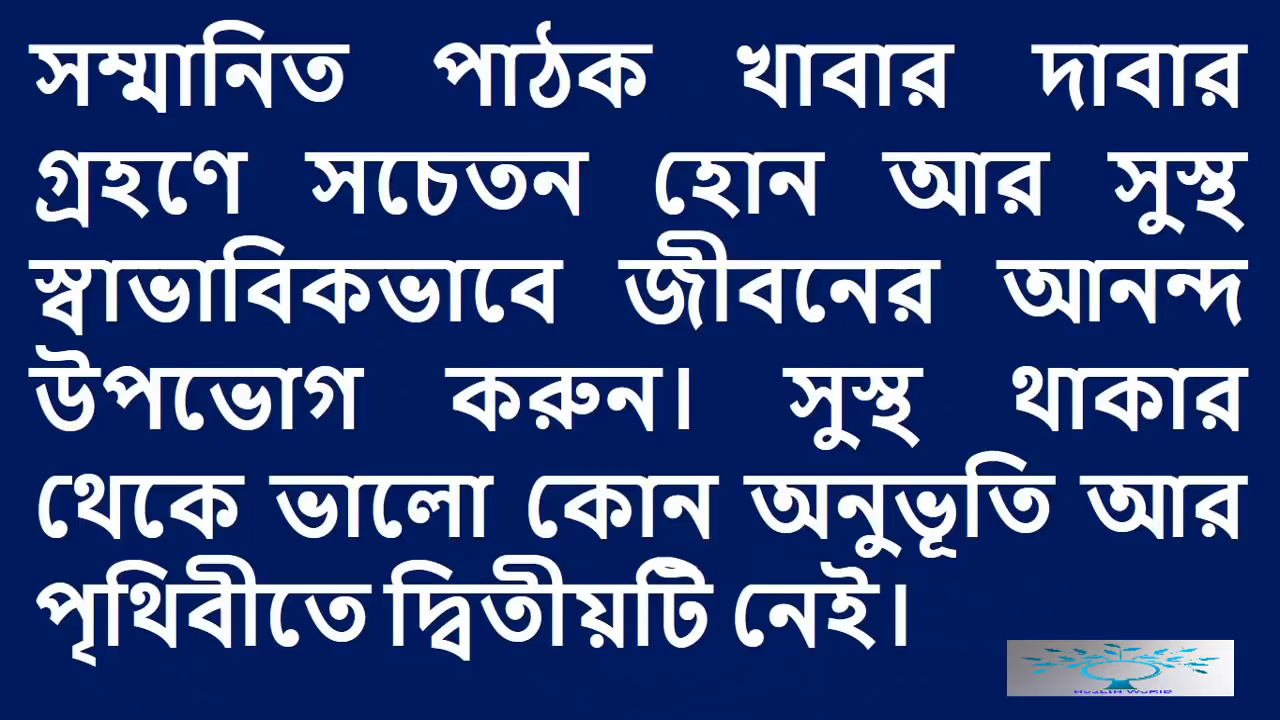 সম্মানিত পাঠক খাবার দাবার
গ্রহণে সচেতন হোন আর সুস্থ
স্বাভাবিকভাবে জীবনের আনন্দ
উপভোগ করুন। সুস্থ থাকার
থেকে ভালো কোন অনুভূতি আর
পৃথিবীতে দ্বিতীয়টি নেই।